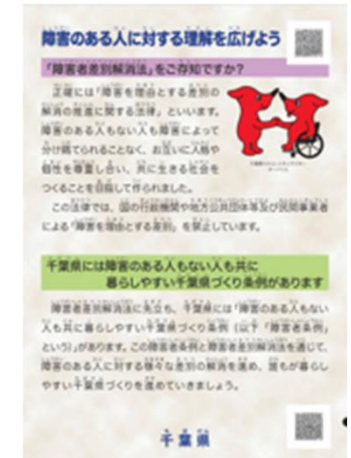 障害のある人に対する理解を広げよう
「障害者差別解消法」をご存知ですか？
正確には「障害を理由とする差別の
解消の推進に関する法律」といいます。
障害のある人もない人も障害によって
分け隔てられることなく、お互いに人格や
個性を尊重し合い、共に生きる社会を
つくることを目指して作られました。
この法律では、国の行政機関や地方公共団体等及び民間事業者
による「障害を理由とする差別」を禁止しています。
千葉県には障害のある人もない人も共に
暮らしやすい千葉県づくり条例があります
障害者差別解消法に先立ち、千葉県には「障害のある人もない
人も共に暮らしやすい千葉県づくり条例（以下「障害者条例」
という）」があります。この障害者条例と障害者差別解消法を通じて、
障害のある人に対する様々な差別の解消を進め、誰もが暮らし
やすい千葉県づくりを進めていきましょう。
千葉県